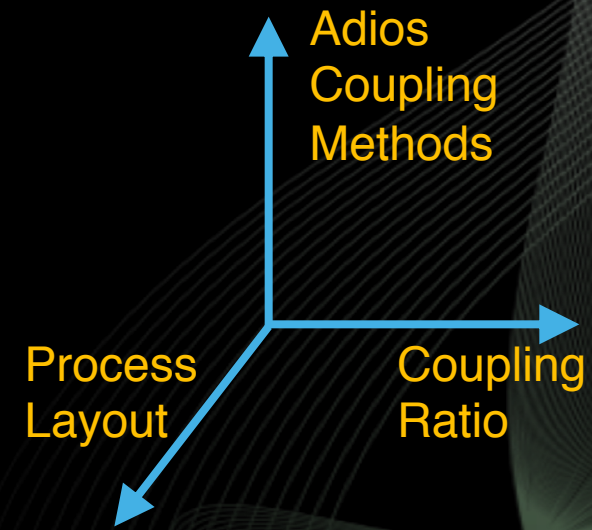 Adios
Coupling
Methods
Process
Layout
Coupling
Ratio